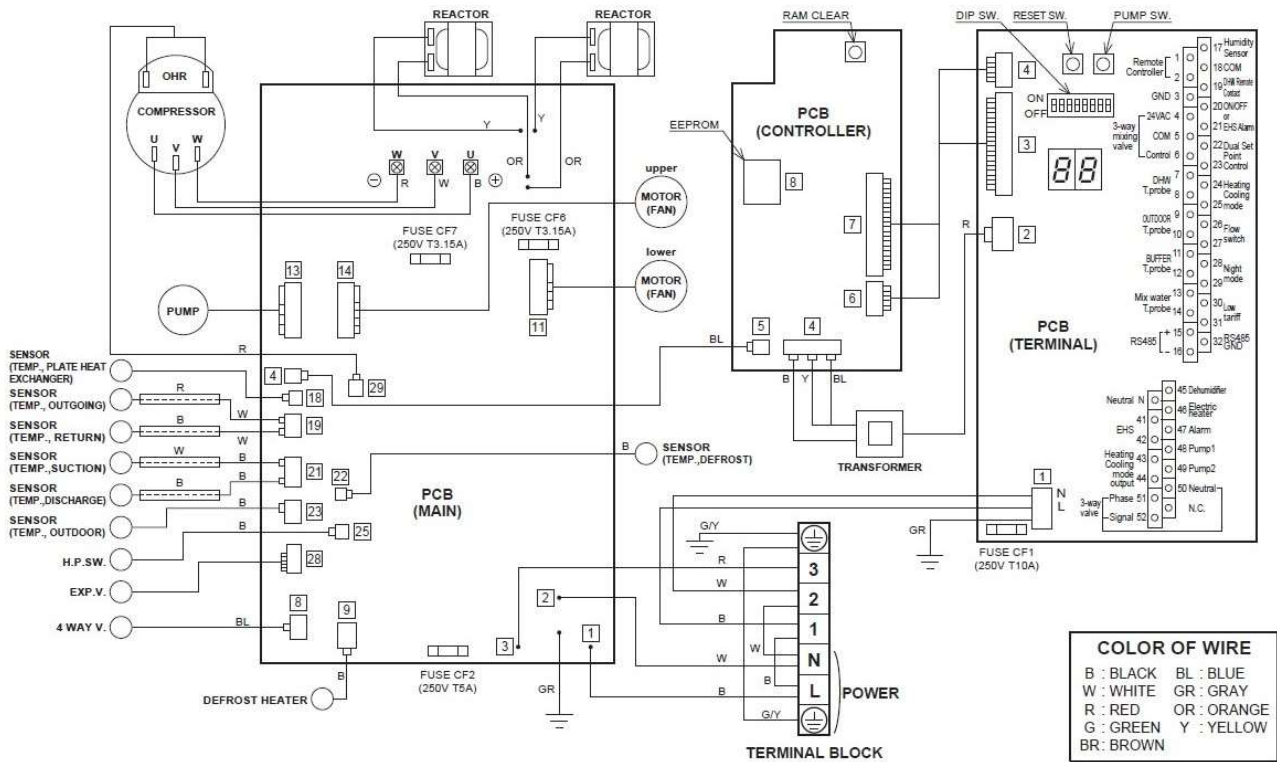 REACTOR
REACTOR
OHR
COMPRESSOR
U
V
W
Y
Y
OR
OR
W
V
U
R
W
B
⊖
⊕
FUSE CF7
(250V T3.15A)
FUSE CF6
(250V T3.15A)
upper
MOTOR
(FAN)
lower
MOTOR
(FAN)
PUMP
13
14
11
R
4
29
18
19
21
22
23
25
28
8
9
SENSOR
(TEMP., PLATE HEAT
EXCHANGER)
SENSOR
(TEMP., OUTGOING)
R
W
SENSOR
(TEMP., RETURN)
B
W
SENSOR
(TEMP.,SUCTION)
W
B
SENSOR
(TEMP.,DISCHARGE)
B
B
SENSOR
(TEMP., OUTDOOR)
B
H.P.SW.
B
EXP.V.
4 WAY V.
BL
DEFROST HEATER
B
PCB
(MAIN)
FUSE CF2
(250V T5A)
2
3
1
GR
B
SENSOR
(TEMP.,DEFROST)
RAM CLEAR
EEPROM
PCB
(CONTROLLER)
8
7
6
5
4
BL
B
Y
BL
TRANSFORMER
R
DIP SW.
RESET SW.
PUMP SW.
4
3
2
1
ON
OFF
88
PCB
(TERMINAL)
Remote
Controller
1
2
GND 3
3-way
mixing
valve
24VAC 4
COM 5
Control 6
DHW
T.probe
7
8
OUTDOOR
T.probe
9
10
BUFFER
T.probe
11
12
Mix water
T.probe
13
14
RS485
+ 15
- 16
17 Humidity
Sensor
18 COM
19 DHW Remote
Contact
20 ON/OFF
or
21 EHS Alarm
22 Dual Set
Point
23 Control
24 Heating
Cooling
25 mode
26 Flow
switch
27
28 Night
mode
29
30 Low
tariff
31
32 RS485
GND
Neutral N
EHS
41
42
Heating
Cooling
mode
output
43
44
3-way
valve
Phase 51
Signal 52
45 Dehumidifier
46 Electric
heater
47 Alarm
48 Pump1
49 Pump2
50 Neutral
N.C.
N
L
GR
FUSE CF1
(250V T10A)
G/Y
R
W
B
W
W
B
B
G/Y
3
2
1
N
L
POWER
TERMINAL BLOCK
COLOR OF WIRE
B : BLACK BL : BLUE
W : WHITE GR : GRAY
R : RED OR : ORANGE
G : GREEN Y : YELLOW
BR: BROWN